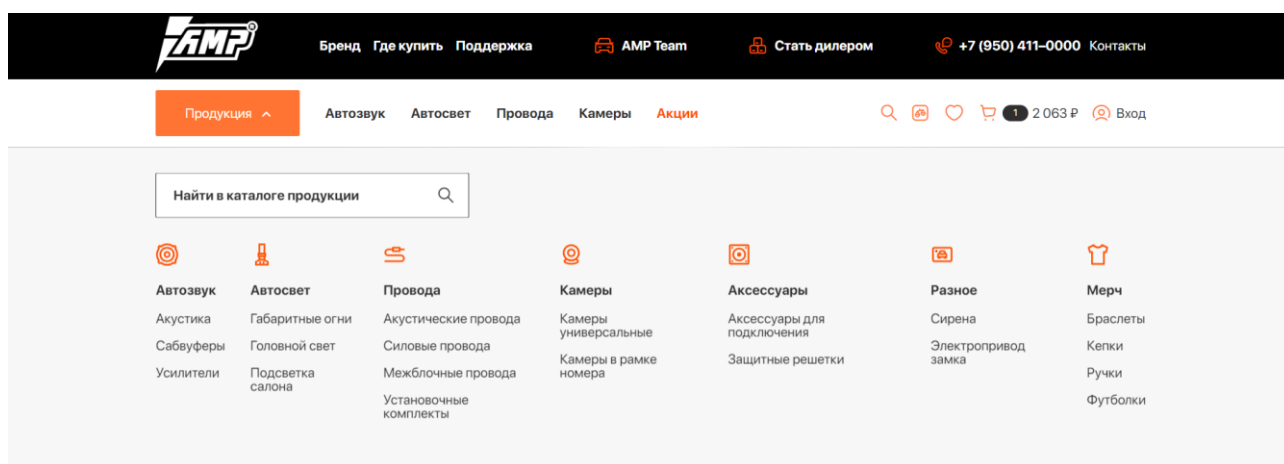 AMP
Бренд Где купить Поддержка AMP Team Стать дилером +7 (950) 411–0000 Контакты
Продукция Автозвук Автосвет Провода Камеры Акции 1 2 063 ₽ Вход
Найти в каталоге продукции
Автозвук
Акустика
Сабвуферы
Усилители
Автосвет
Габаритные огни
Головной свет
Подсветка
салона
Провода
Акустические провода
Силовые провода
Межблочные провода
Установочные
комплекты
Камеры
Камеры
универсальные
Камеры в рамке
номера
Аксессуары
Аксессуары для
подключения
Защитные решетки
Разное
Сирена
Электропривод
замка
Мерч
Браслеты
Кепки
Ручки
Футболки